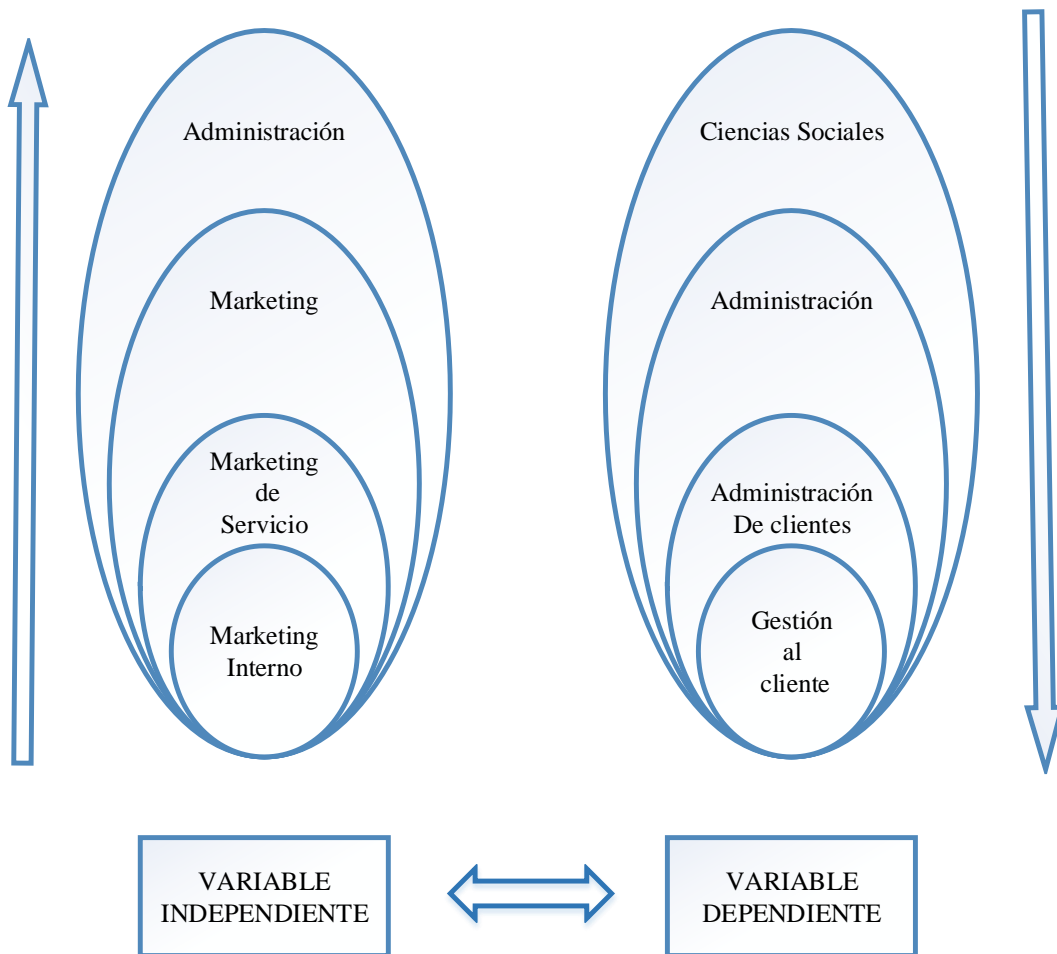 Administración
Marketing
Marketing
de
Servicio
Marketing
Interno
Ciencias Sociales
Administración
Administración
De clientes
Gestión
al
cliente
VARIABLE
INDEPENDIENTE
VARIABLE
DEPENDIENTE